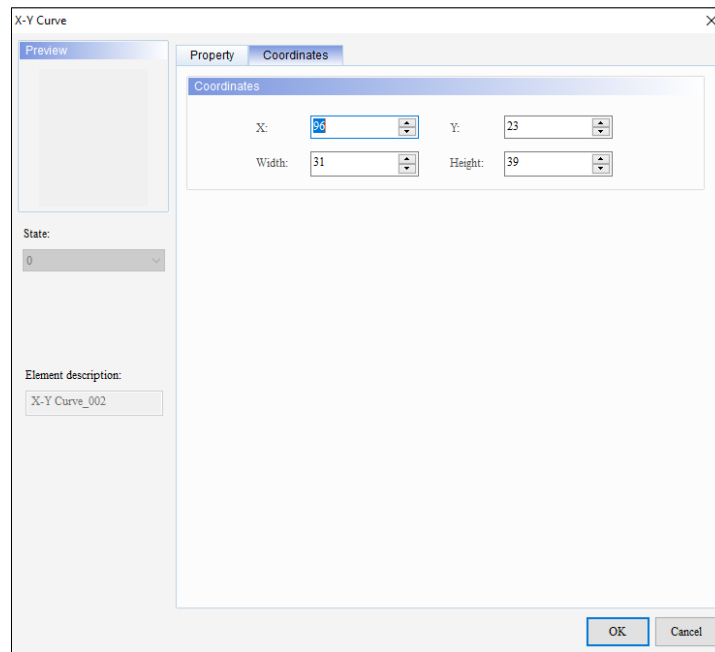 X-Y Curve
Preview
Property Coordinates
Coordinates
X: 96 Y: 23
Width: 31 Height: 39
State:
0
Element description:
X-Y Curve_002
OK Cancel